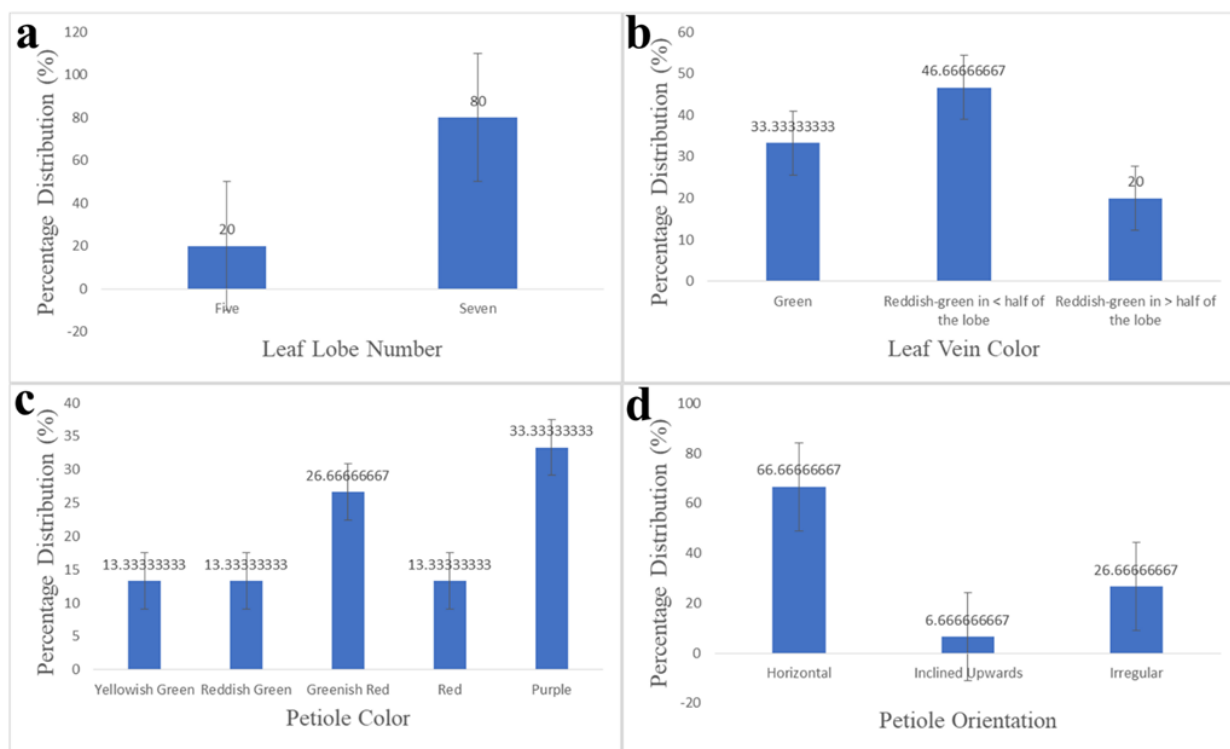 a
Percentage Distribution (%)
120
100
80
60
40
20
0
-20
20
80
Five
Seven
Leaf Lobe Number
b
Percentage Distribution (%)
60
50
40
30
20
10
0
33.33333333
46.66666667
20
Green
Reddish-green in < half of
the lobe
Reddish-green in > half of
the lobe
Leaf Vein Color
c
Percentage Distribution (%)
40
35
30
25
20
15
10
5
0
13.33333333
13.33333333
26.66666667
13.33333333
33.33333333
Yellowish Green
Reddish Green
Greenish Red
Red
Purple
Petiole Color
d
Percentage Distribution (%)
100
80
60
40
20
0
-20
66.66666667
6.666666667
26.66666667
Horizontal
Inclined Upwards
Irregular
Petiole Orientation